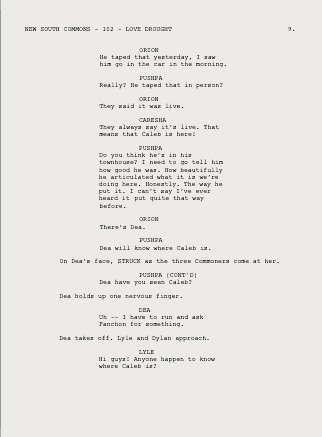 NEW SOUTH COMMONS - 102 - LOVE DROUGHT 9.
ORION
He taped that yesterday, I saw
him go in the car in the morning.
PUSHPA
Really? He taped that in person?
ORION
They said it was live.
CARESHA
They always say it's live. That
means that Caleb is here!
PUSHPA
Do you think he's in his
townhouse? I need to go tell him
how good he was. How beautifully
he articulated what it is we're
doing here. Honestly. The way he
put it. I can't say I've ever
heard it put quite that way
before.
ORION
There's Dea.
PUSHPA
Dea will know where Caleb is.
On Dea's face, STRUCK as the three Commoners come at her.
PUSHPA (CONT'D)
Dea have you seen Caleb?
Dea holds up one nervous finger.
DEA
Uh -- I have to run and ask
Fanchon for something.
Dea takes off. Lyle and Dylan approach.
LYLE
Hi guys! Anyone happen to know
where Caleb is?